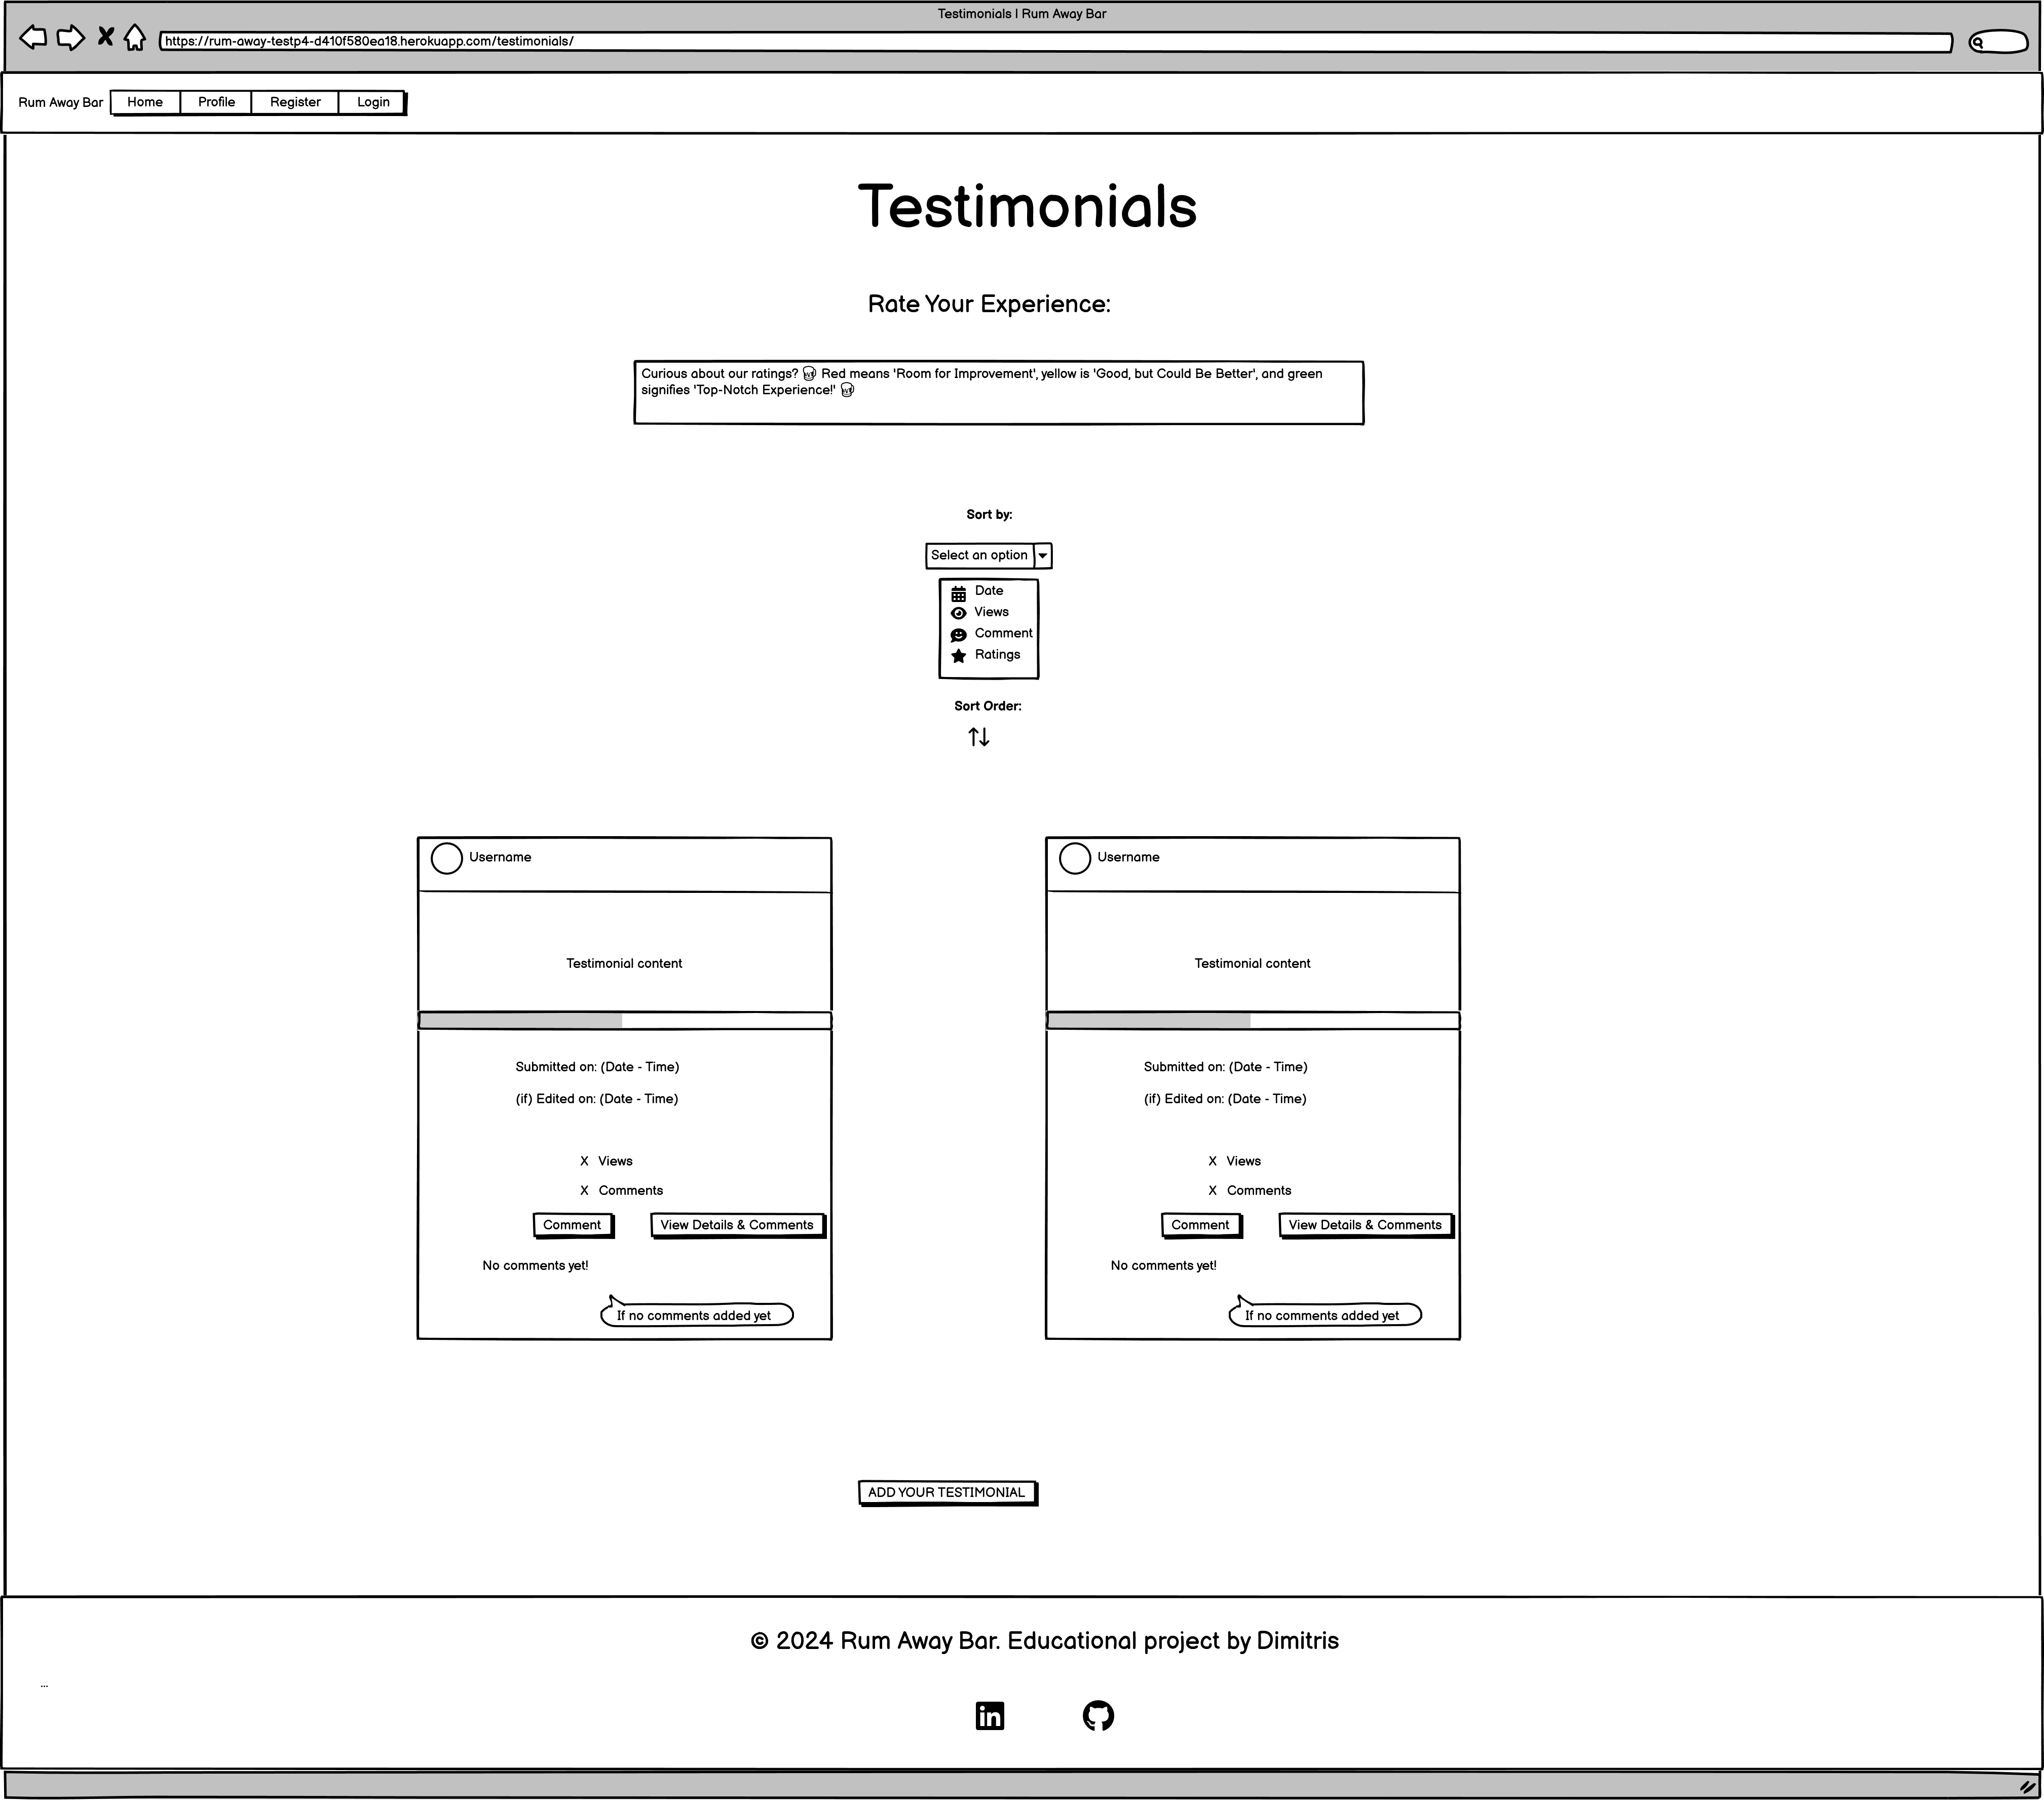 Testimonials | Rum Away Bar
https://rum-away-testp4-d410f580ea18.herokuapp.com/testimonials/
Rum Away Bar Home Profile Register Login
Testimonials
Rate Your Experience:
Curious about our ratings? Red means 'Room for Improvement', yellow is 'Good, but Could Be Better', and green
signifies 'Top-Notch Experience!'
Sort by:
Select an option
Date
Views
Comment
Ratings
Sort Order:
Username
Testimonial content
Submitted on: (Date - Time)
(if) Edited on: (Date - Time)
X Views
X Comments
Comment View Details & Comments
No comments yet!
If no comments added yet
Username
Testimonial content
Submitted on: (Date - Time)
(if) Edited on: (Date - Time)
X Views
X Comments
Comment View Details & Comments
No comments yet!
If no comments added yet
ADD YOUR TESTIMONIAL
© 2024 Rum Away Bar. Educational project by Dimitris
...
in